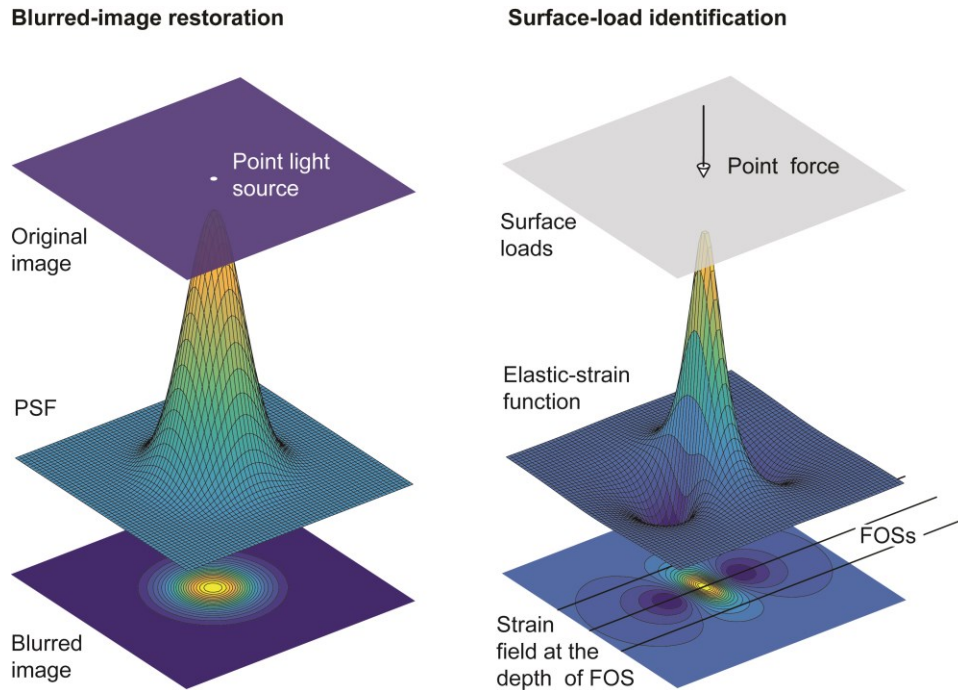 Blurred-image restoration
Point light
source
Original
image
PSF
Blurred
image
Surface-load identification
Point force
Surface
loads
Elastic-strain
function
FOSs
Strain
field at the
depth of FOS